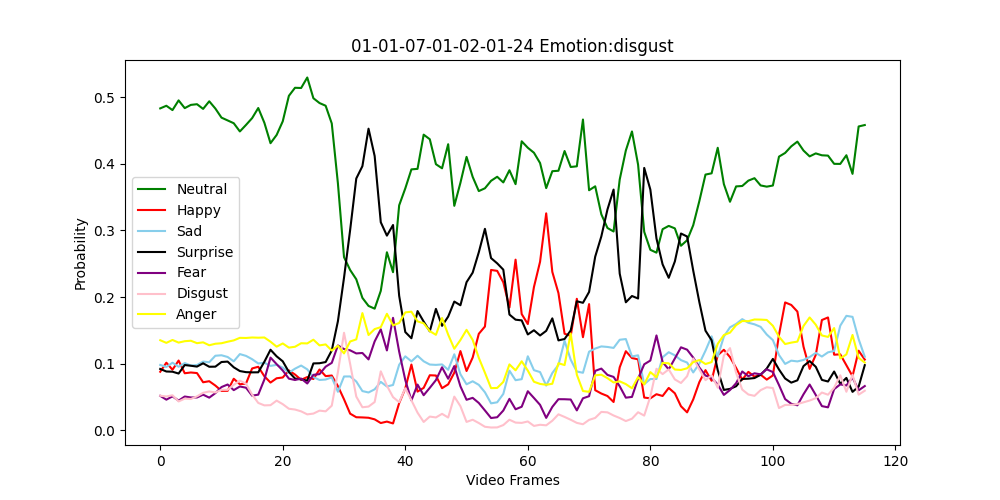 01-01-07-01-02-01-24 Emotion:disgust
Probability
0.5
0.4
0.3
0.2
0.1
0.0
Neutral
Happy
Sad
Surprise
Fear
Disgust
Anger
0 20 40 60 80 100 120
Video Frames